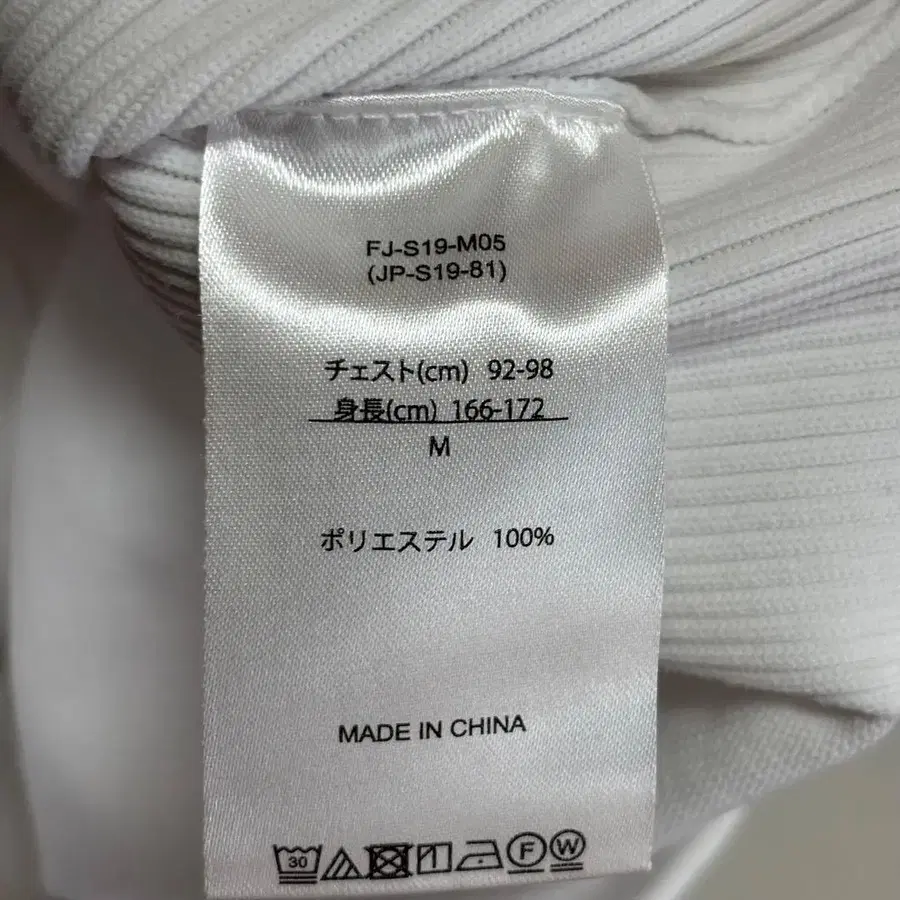 FJ-S19-M05
(JP-S19-81)
チェスト(cm) 92-98
身長(cm) 166-172
M
ポリエステル 100%
MADE IN CHINA
30 F W